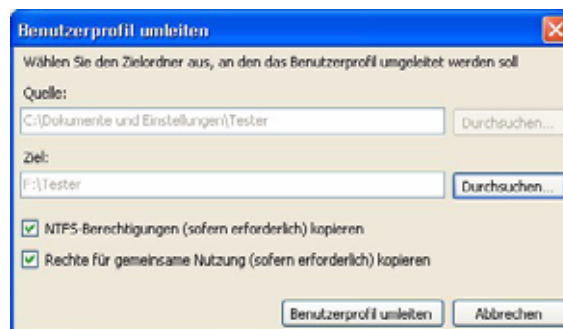 Benutzerprofil umleiten
Wählen Sie den Zielordner aus, an den das Benutzerprofil umgeleitet werden soll
Quelle:
C:\Dokumente und Einstellungen\Tester
Durchsuchen...
Ziel:
F:\Tester
Durchsuchen...
NTFS-Berechtigungen (sofern erforderlich) kopieren
Rechte für gemeinsame Nutzung (sofern erforderlich) kopieren
Benutzerprofil umleiten
Abbrechen